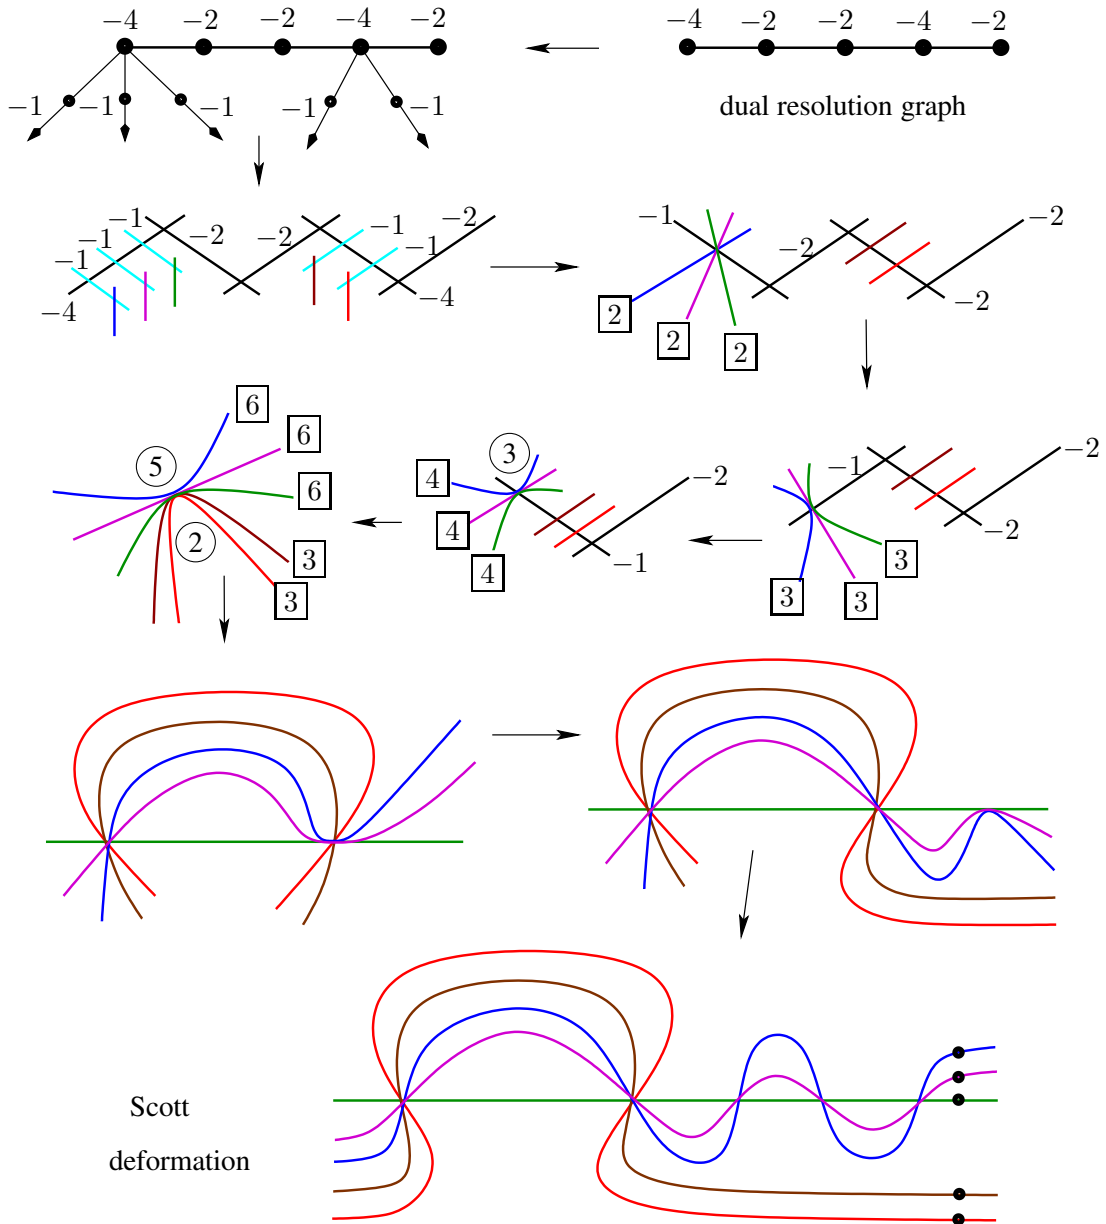 −4 −2 −2 −4 −2
−4 −2 −2 −4 −2
−1 −1 −1 −1 −1
dual resolution graph
−1 −1 −1 −4 −2 −2 −1 −1 −2 −4
−1 −2 −2 −2
2 2 2
6 6 6 5 2 3 3
4 3 4 4 −2 −1
−1 −2 −2 3 3 3
Scott
deformation